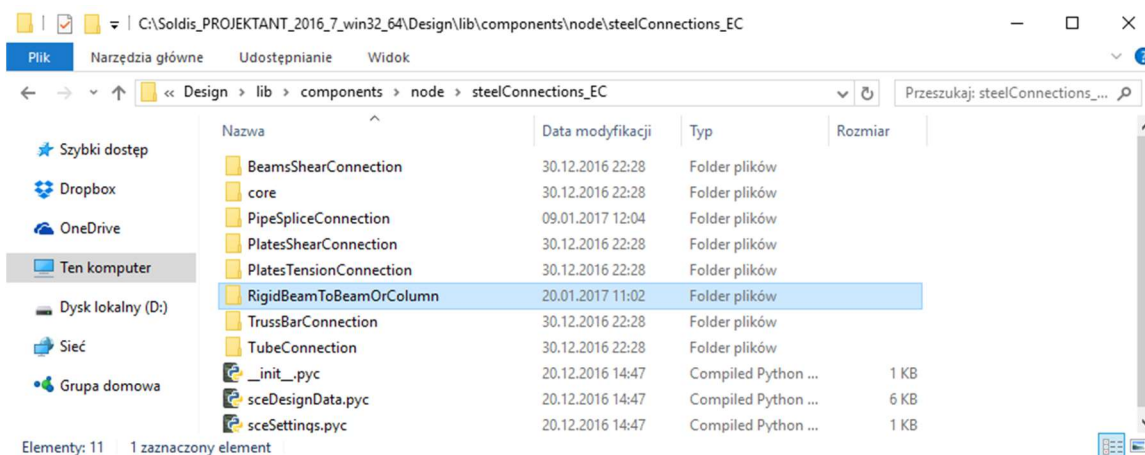 C:\Soldis_PROJEKTANT_2016_7_win32_64\Design\lib\components\node\steelConnections_EC
Plik Narzędzia główne Udostępnianie Widok
« Design > lib > components > node > steelConnections_EC Przeszukaj: steelConnections_...
Nazwa Data modyfikacji Typ Rozmiar
Szybki dostęp
Dropbox
OneDrive
Ten komputer
Dysk lokalny (D:)
Sieć
Grupa domowa
BeamsShearConnection 30.12.2016 22:28 Folder plików
core 30.12.2016 22:28 Folder plików
PipeSpliceConnection 09.01.2017 12:04 Folder plików
PlatesShearConnection 30.12.2016 22:28 Folder plików
PlatesTensionConnection 30.12.2016 22:28 Folder plików
RigidBeamToBeamOrColumn 20.01.2017 11:02 Folder plików
TrussBarConnection 30.12.2016 22:28 Folder plików
TubeConnection 30.12.2016 22:28 Folder plików
__init__.pyc 20.12.2016 14:47 Compiled Python ... 1 KB
sceDesignData.pyc 20.12.2016 14:47 Compiled Python ... 6 KB
sceSettings.pyc 20.12.2016 14:47 Compiled Python ... 1 KB
Elementy: 11 1 zaznaczony element